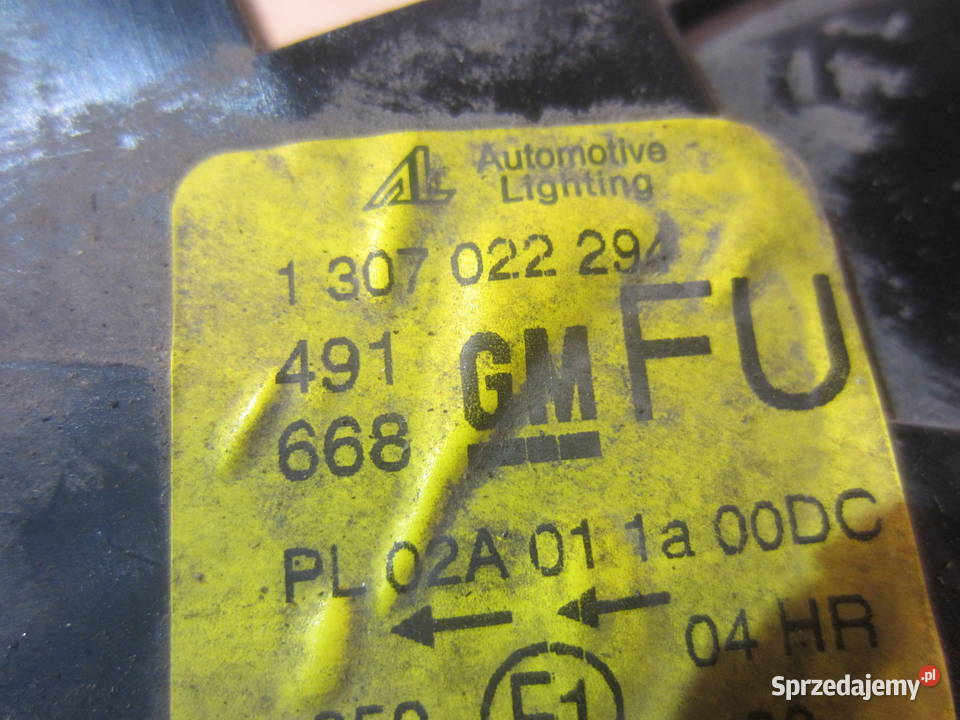 AL Automotive
Lighting
1 307 022 294
491 GM FU
668
PL 02A 01 1a 00DC
04 HR
E1
Sprzedajemy.pl